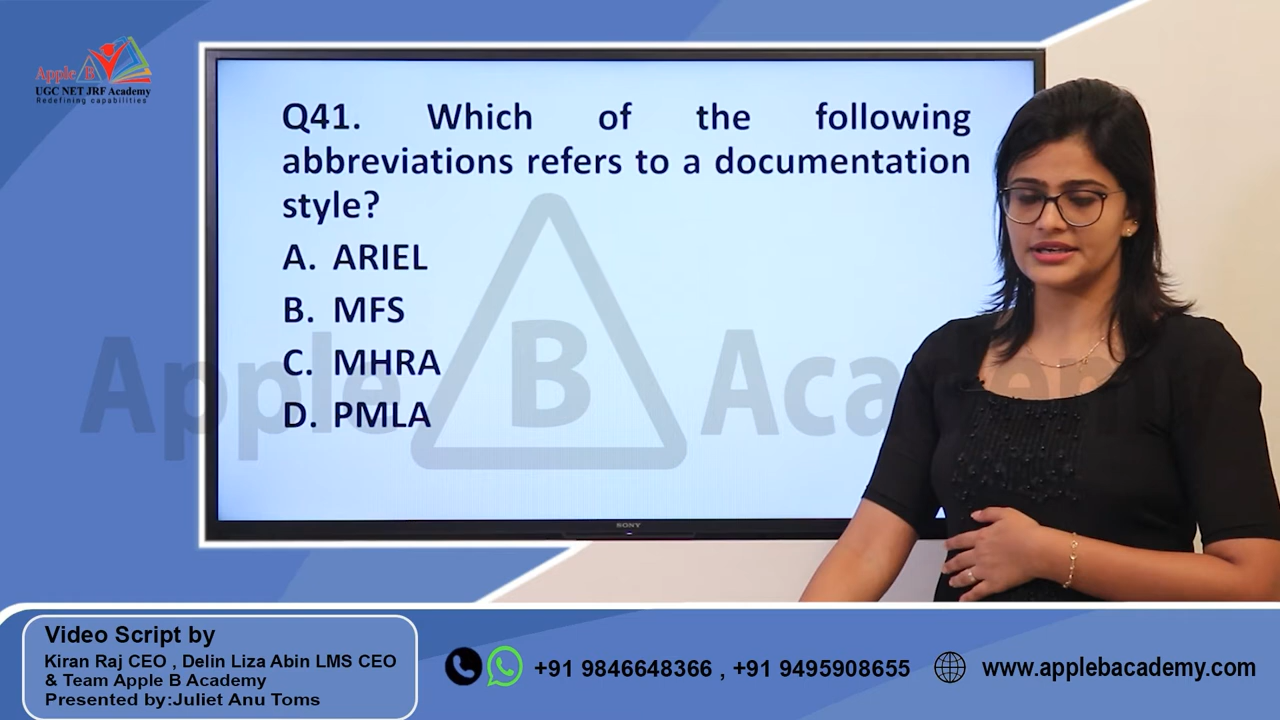 Apple B
UGC NET JRF Academy
Redefining capabilities
Q41. Which of the following
abbreviations refers to a documentation
style?
A. ARIEL
B. MFS
C. MHRA
D. PMLA
Apple B Academy
SONY
Video Script by
Kiran Raj CEO , Delin Liza Abin LMS CEO
& Team Apple B Academy
Presented by:Juliet Anu Toms
+91 9846648366 , +91 9495908655
www.applebacademy.com